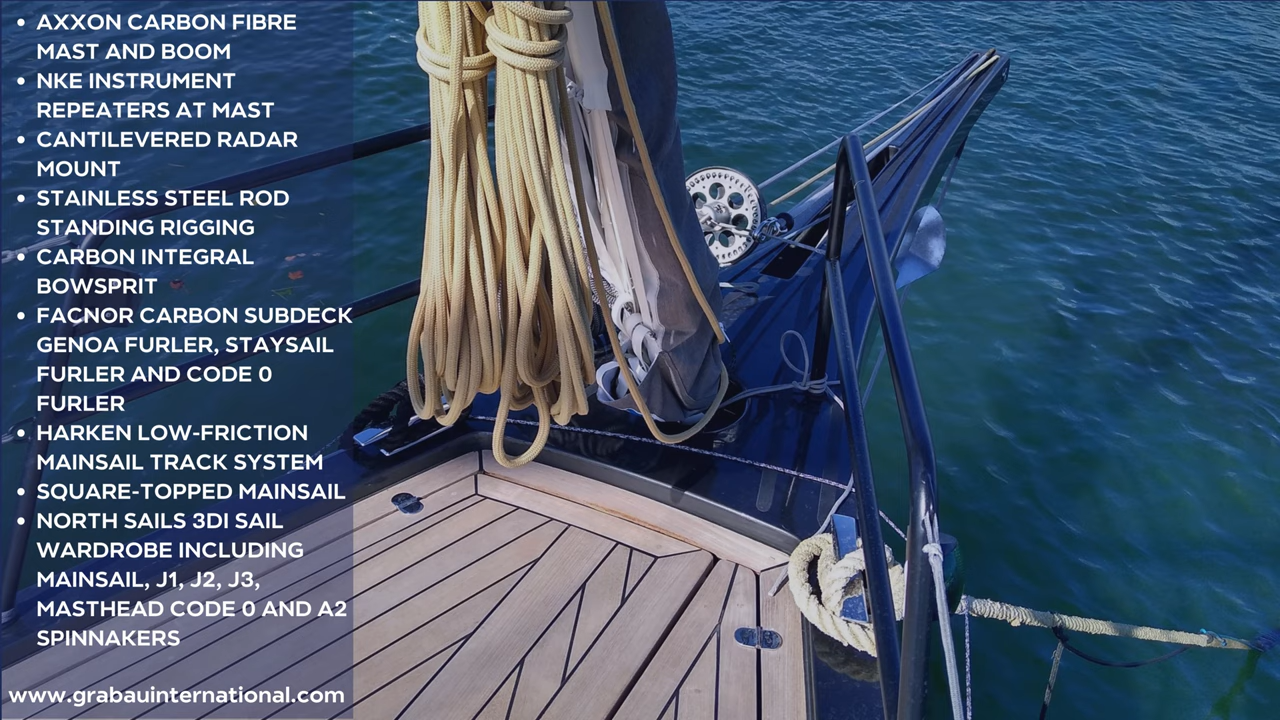 • AXXON CARBON FIBRE
MAST AND BOOM
• NKE INSTRUMENT
REPEATERS AT MAST
• CANTILEVERED RADAR
MOUNT
• STAINLESS STEEL ROD
STANDING RIGGING
• CARBON INTEGRAL
BOWSPRIT
• FACNOR CARBON SUBDECK
GENOA FURLER, STAYSAIL
FURLER AND CODE 0
FURLER
• HARKEN LOW-FRICTION
MAINSAIL TRACK SYSTEM
• SQUARE-TOPPED MAINSAIL
• NORTH SAILS 3DI SAIL
WARDROBE INCLUDING
MAINSAIL, J1, J2, J3,
MASTHEAD CODE 0 AND A2
SPINNAKERS
www.grabauinternational.com